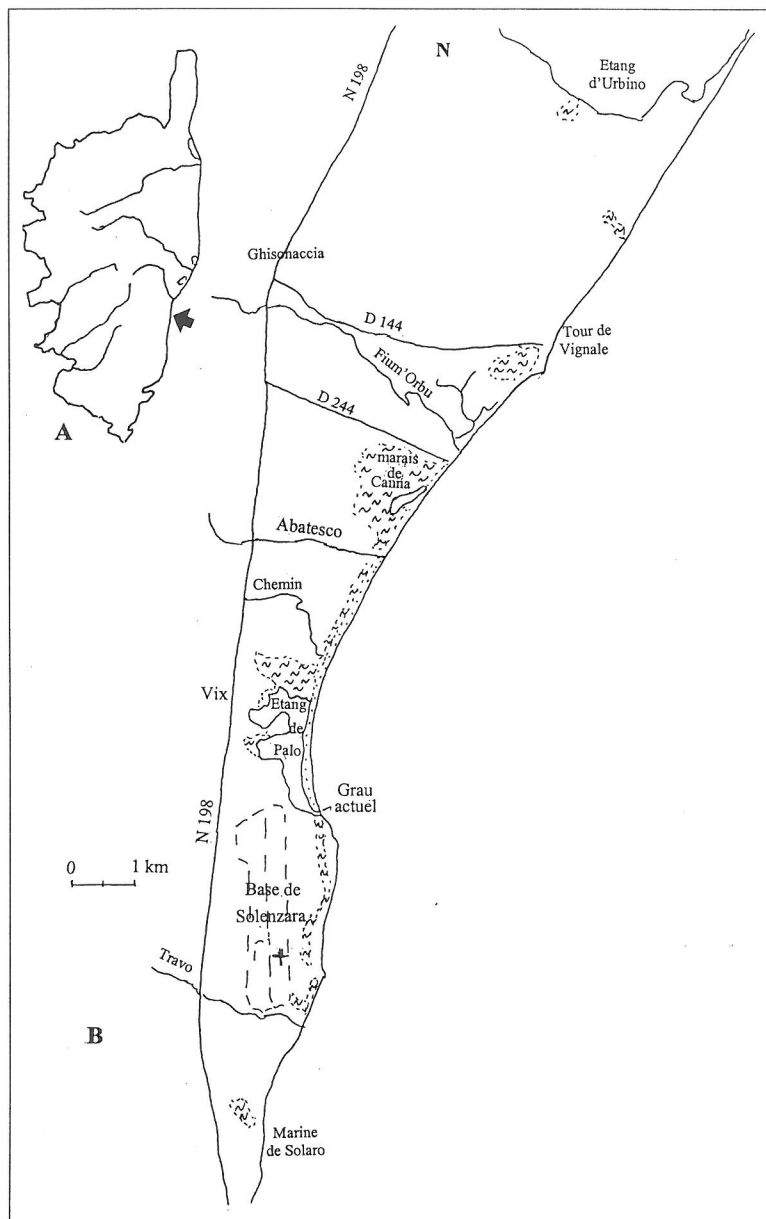 N
N 198
Etang
d'Urbino
Ghisonaccia
D 144
Tour de
Vignale
Fium'Orbu
A
D 244
marais
de
Canna
Abatesco
Chemin
Vix
Etang
de
Palo
Grau
actuel
N 198
0 1 km
Base de
Solenzara
Travo
B
Marine
de Solaro